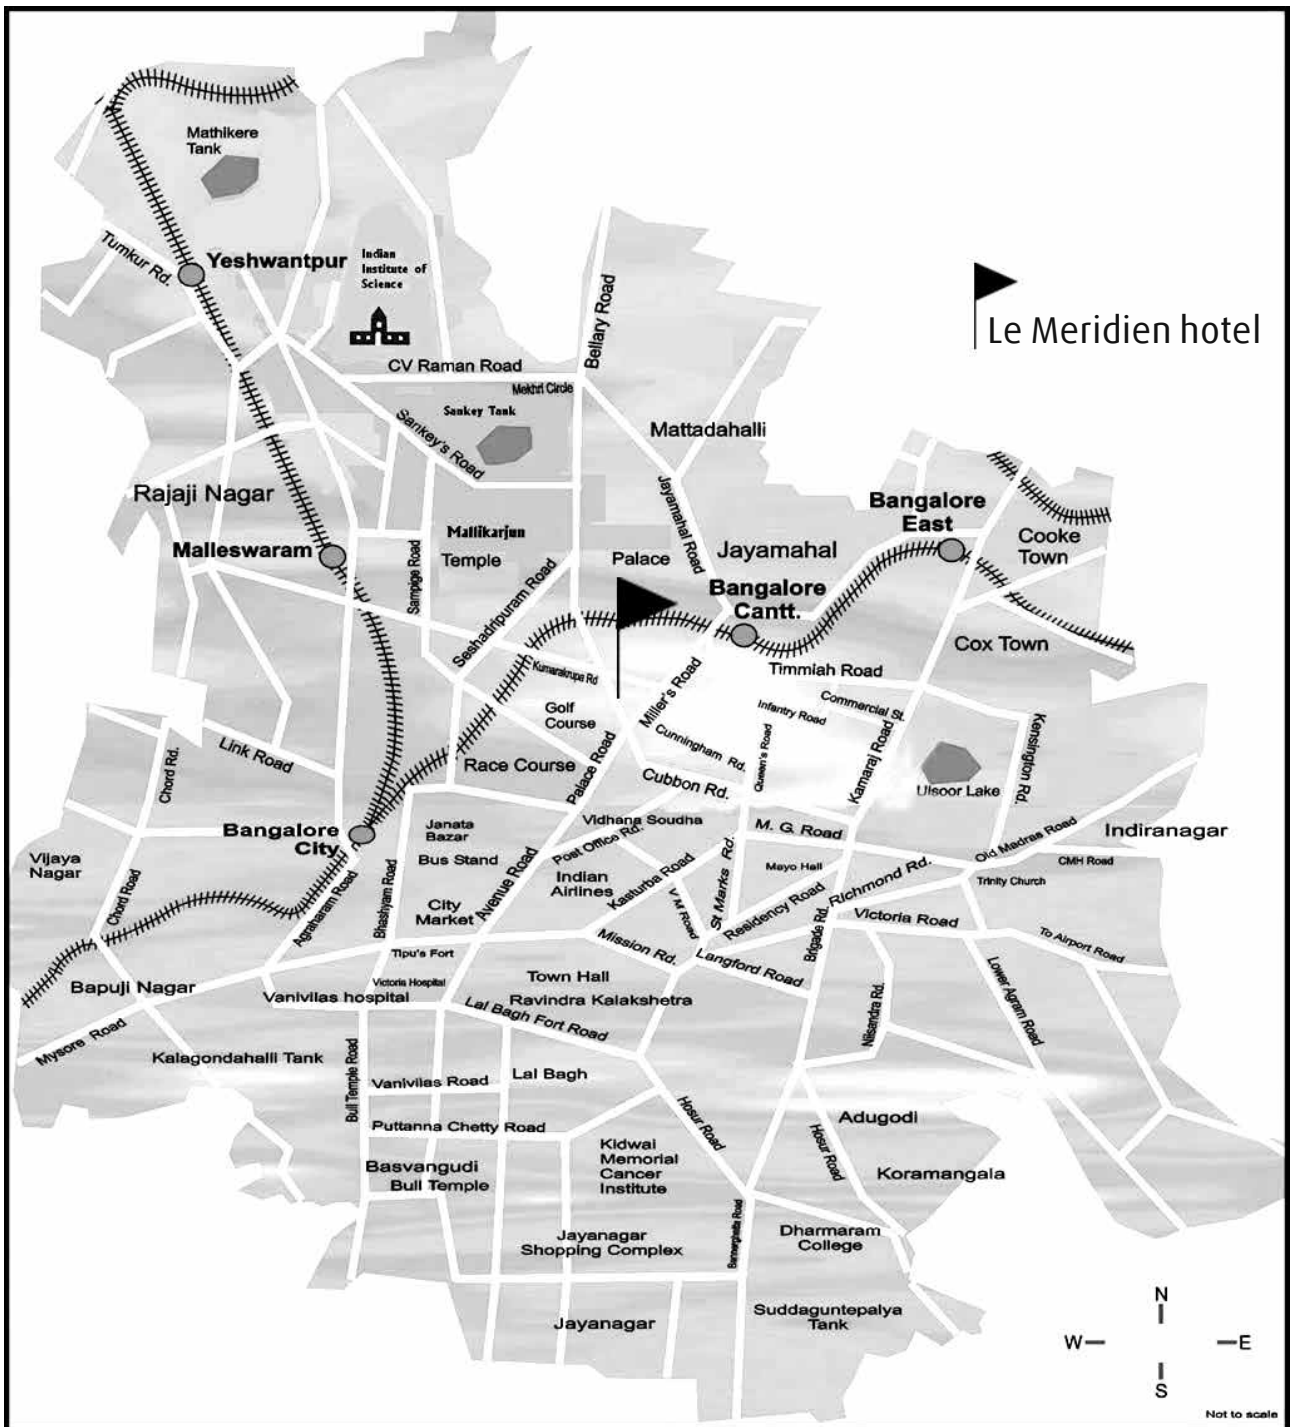 Mathikere
Tank
Tumkur Rd.
Yeshwantpur
Indian
Institute of
Science
Bellary Road
Le Meridien hotel
CV Raman Road
Mekhri Circle
Sankey Tank
Sankey's Road
Mattadahalli
Rajaji Nagar
Jayamahal Road
Bangalore
East
Cooke
Town
Malleswaram
Mallikarjun
Temple
Sampige Road
Palace
Jayamahal
Seshadripuram Road
Bangalore
Cantt.
Cox Town
Kumarakrupa Rd
Timmiah Road
Miller's Road
Golf
Course
Infantry Road
Commercial St.
Cunningham Rd.
Queen's Road
Kamaraj Road
Kensington Rd.
Link Road
Chord Rd.
Race Course
Palace Road
Cubbon Rd.
Ulsoor Lake
Bangalore
City
Janata
Bazar
Bus Stand
Vidhana Soudha
Post Office Rd.
M. G. Road
Old Madras Road
Indiranagar
CMH Road
Vijaya
Nagar
Chord Road
Agraharam Road
Bhashyam Road
City
Market
Avenue Road
Indian
Airlines
Kasturba Road
V M Road
St Marks Rd.
Mayo Hall
Residency Road
Richmond Rd.
Trinity Church
Brigade Rd.
Victoria Road
To Airport Road
Tipu's Fort
Mission Rd.
Langford Road
Lower Agram Road
Bapuji Nagar
Vanivilas hospital
Victoria Hospital
Town Hall
Ravindra Kalakshetra
Lal Bagh Fort Road
Nilsandra Rd.
Mysore Road
Kalagondahalli Tank
Bull Temple Road
Vanivilas Road
Lal Bagh
Puttanna Chetty Road
Hosur Road
Hosur Road
Adugodi
Koramangala
Basvangudi
Bull Temple
Kidwai
Memorial
Cancer
Institute
Bannerghetta Road
Jayanagar
Shopping Complex
Dharmaram
College
Jayanagar
Suddaguntepalya
Tank
N
W
E
S
Not to scale